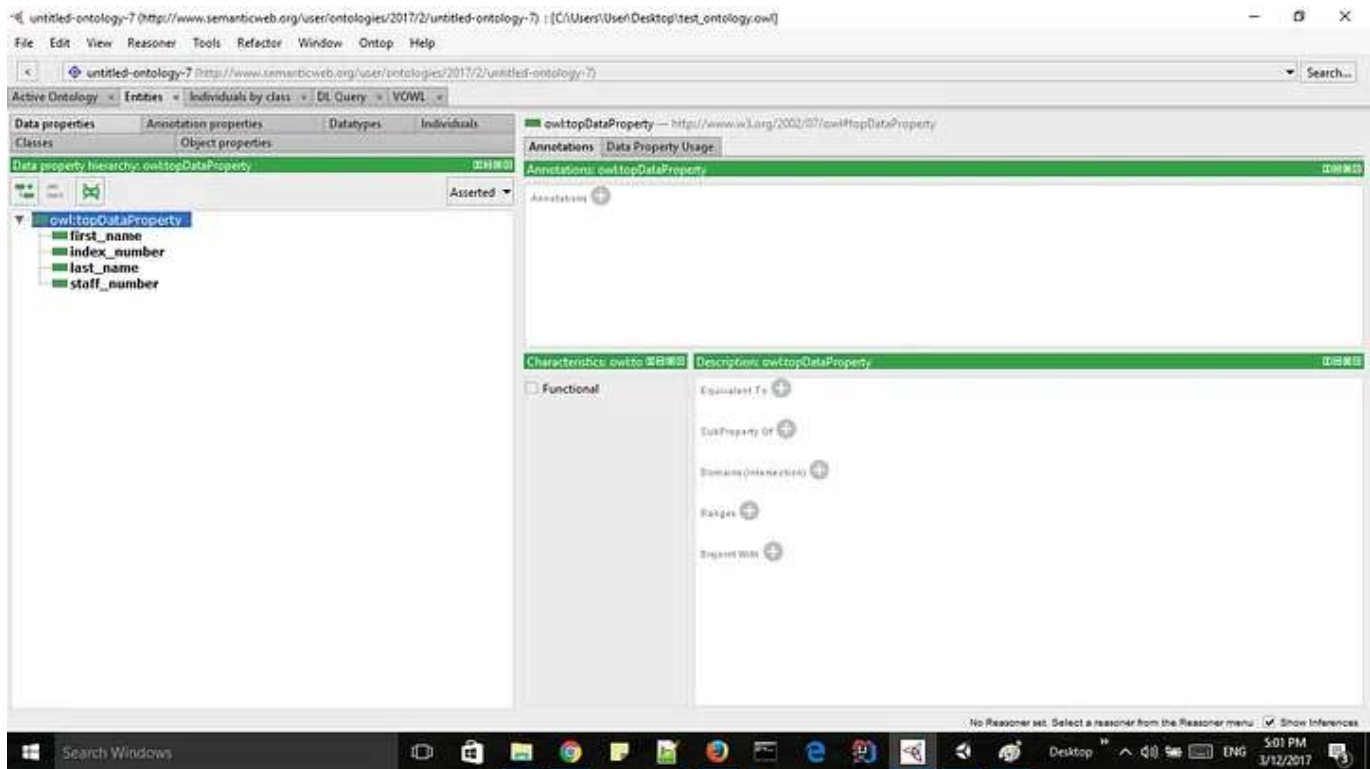 untitled-ontology-7 (http://www.semanticweb.org/user/ontologies/2017/2/untitled-ontology-7) : [C:\Users\User\Desktop\test_ontology.owl]
File Edit View Reasoner Tools Refactor Window Ontop Help
< untitled-ontology-7 (http://www.semanticweb.org/user/ontologies/2017/2/untitled-ontology-7) Search...
Active Ontology × Entities × Individuals by class × DL Query × VOWL ×
Data properties Annotation properties Datatypes Individuals
Classes Object properties
Data property hierarchy: owl:topDataProperty
Asserted
owl:topDataProperty
first_name
index_number
last_name
staff_number
owl:topDataProperty — http://www.w3.org/2002/07/owl#topDataProperty
Annotations Data Property Usage
Annotations: owl:topDataProperty
Annotations
Characteristics: owl:to
Functional
Description: owl:topDataProperty
Equivalent To
SubProperty Of
Domains (intersection)
Ranges
Disjoint With
No Reasoner set. Select a reasoner from the Reasoner menu Show Inferences
Search Windows
Desktop
ENG
5:01 PM
3/12/2017